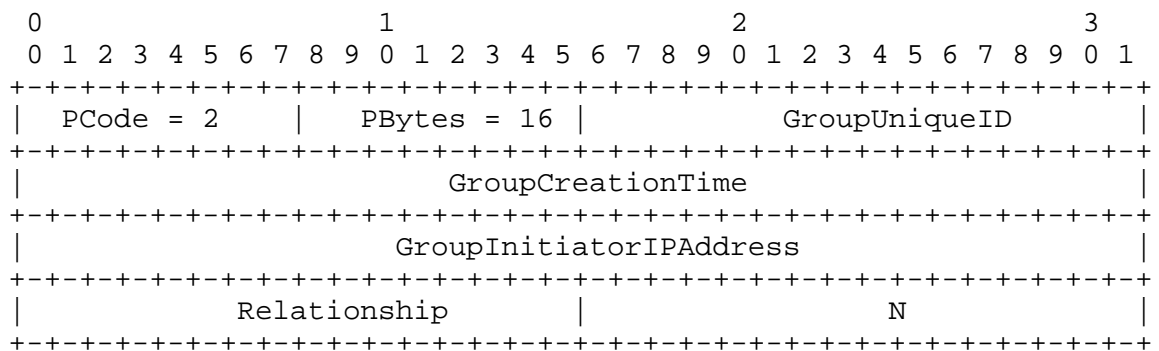 0                   1                   2                   3
 0 1 2 3 4 5 6 7 8 9 0 1 2 3 4 5 6 7 8 9 0 1 2 3 4 5 6 7 8 9 0 1
+-+-+-+-+-+-+-+-+-+-+-+-+-+-+-+-+-+-+-+-+-+-+-+-+-+-+-+-+-+-+-+-+
|  PCode = 2    |   PBytes = 16 |           GroupUniqueID       |
+-+-+-+-+-+-+-+-+-+-+-+-+-+-+-+-+-+-+-+-+-+-+-+-+-+-+-+-+-+-+-+-+
|                        GroupCreationTime                      |
+-+-+-+-+-+-+-+-+-+-+-+-+-+-+-+-+-+-+-+-+-+-+-+-+-+-+-+-+-+-+-+-+
|                     GroupInitiatorIPAddress                   |
+-+-+-+-+-+-+-+-+-+-+-+-+-+-+-+-+-+-+-+-+-+-+-+-+-+-+-+-+-+-+-+-+
|            Relationship       |                 N             |
+-+-+-+-+-+-+-+-+-+-+-+-+-+-+-+-+-+-+-+-+-+-+-+-+-+-+-+-+-+-+-+-+